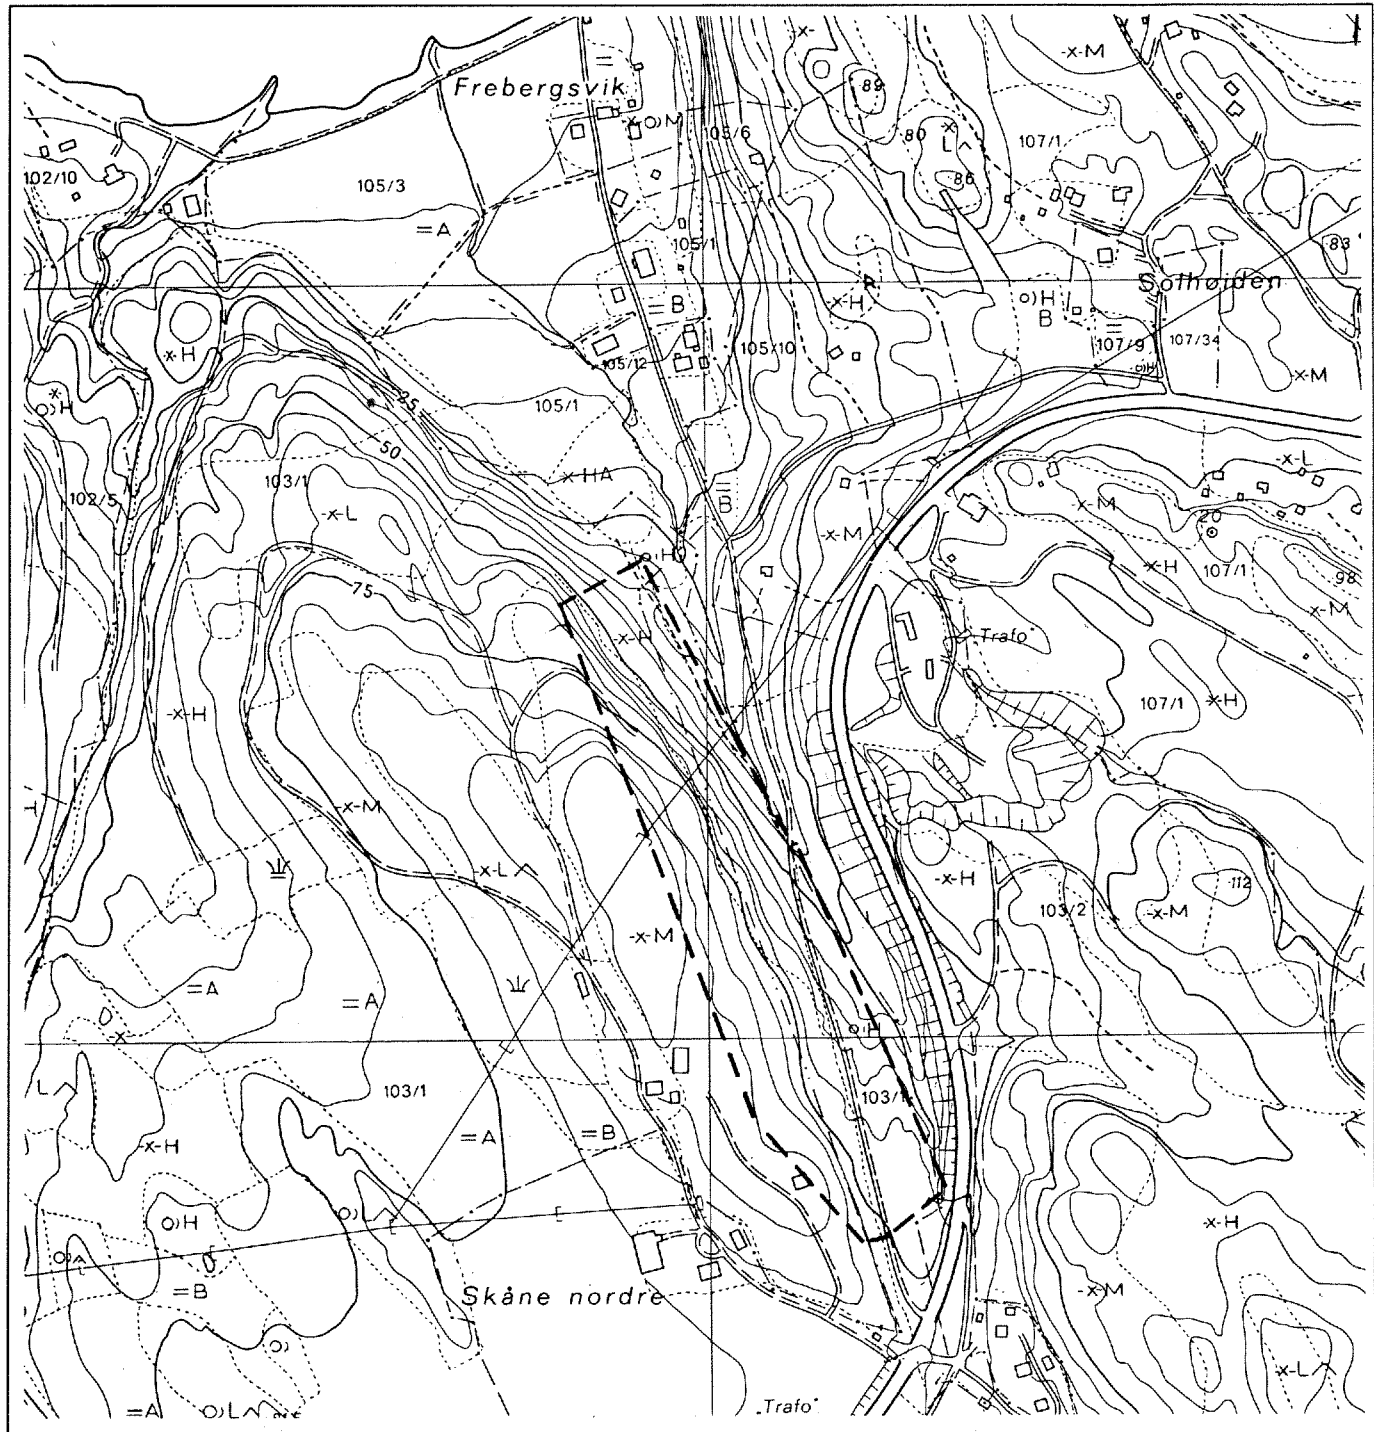 -x-
-x-M
89
Frebergsvik
=
O)M
105/6
80
107/1
L
102/10
105/3
86
=A
105/1
83
Solhøiden
-x-H
O)H
B
=B
=
x-H
105/12
105/10
107/9
107/34
O)H
-x-M
25
O)H
105/1
50
-x-L
102/5
103/1
-x-HA
=
B
-x-M
-x-L
-x-M
20
O)H
-x-H
107/1
98
75
-x-M
-x-H
"Trafo"
-x-H
107/1
-x-H
H
-x-M
-x-L
-x-H
112
103/2
-x-M
-x-M
=A
=A
O)H
L
103/1
103/1
-x-H
=A
=B
O)H
O)
E
E
-x-H
O)
=B
Skåne nordre
-x-M
O)
-x-L
=A
O)L
"Trafo"